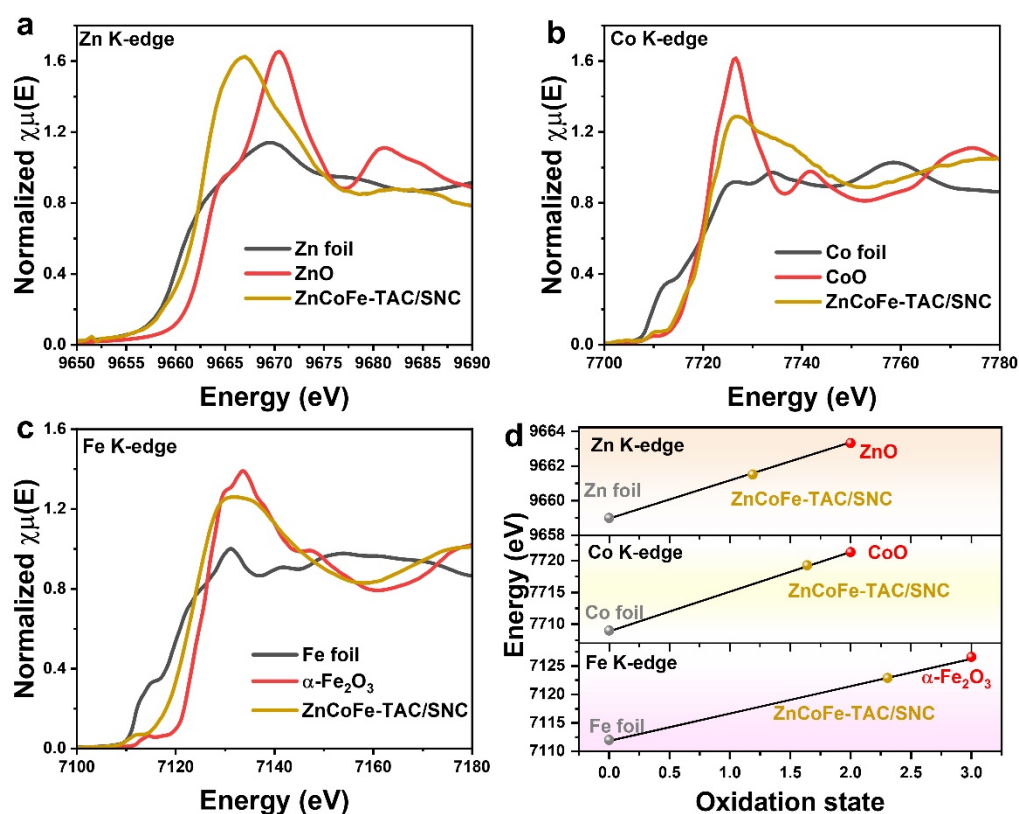 a
Zn K-edge
Normalized χμ(E)
1.6
1.2
0.8
0.4
0.0
Zn foil
ZnO
ZnCoFe-TAC/SNC
9650 9655 9660 9665 9670 9675 9680 9685 9690
Energy (eV)
b
Co K-edge
Normalized χμ(E)
1.6
1.2
0.8
0.4
0.0
Co foil
CoO
ZnCoFe-TAC/SNC
7700 7720 7740 7760 7780
Energy (eV)
c
Fe K-edge
Normalized χμ(E)
1.6
1.2
0.8
0.4
0.0
Fe foil
α-Fe₂O₃
ZnCoFe-TAC/SNC
7100 7120 7140 7160 7180
Energy (eV)
d
Energy (eV)
9664
9662
9660
9658
Zn K-edge
ZnO
Zn foil
ZnCoFe-TAC/SNC
7720
7715
7710
Co K-edge
CoO
ZnCoFe-TAC/SNC
Co foil
7125
7120
7115
7110
Fe K-edge
α-Fe₂O₃
ZnCoFe-TAC/SNC
Fe foil
0.0 0.5 1.0 1.5 2.0 2.5 3.0
Oxidation state